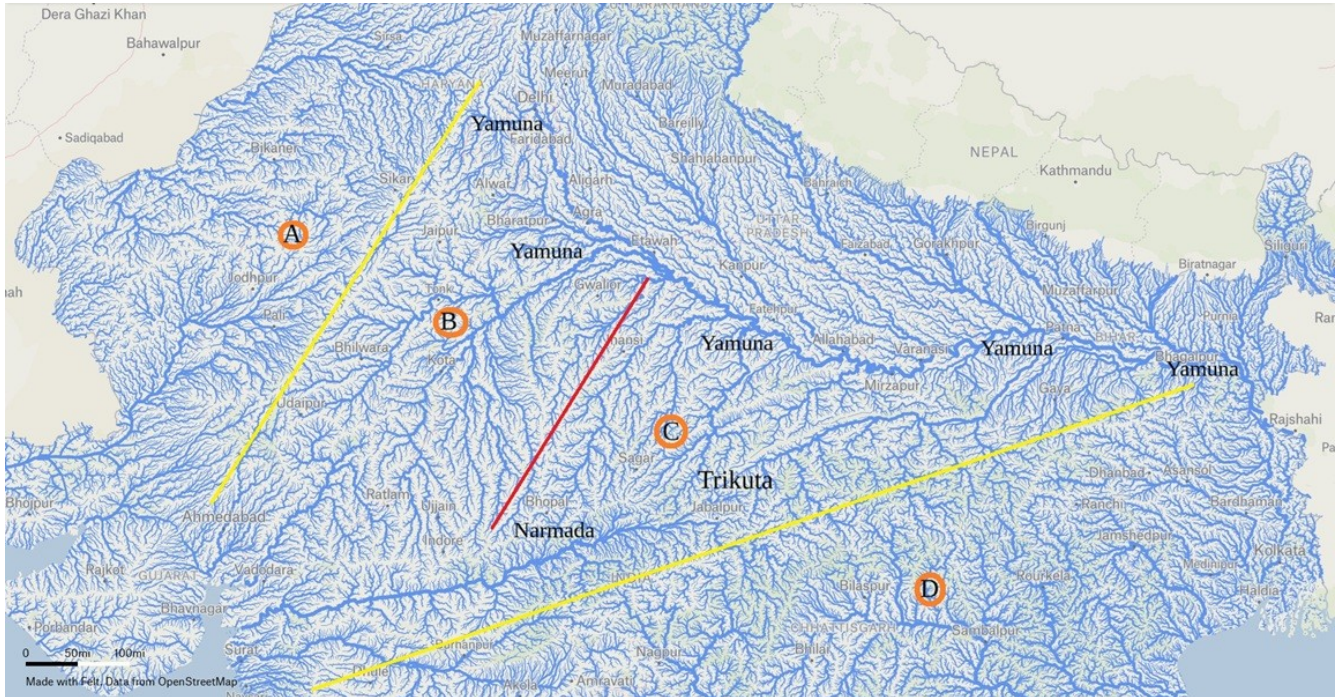 Dera Ghazi Khan
Bahawalpur
Sadiqabad
Sirsa
Muzaffarnagar
HARYANA
Meerut
Muradabad
Delhi
Yamuna
Faridabad
Bareilly
Shahjahanpur
NEPAL
Kathmandu
Bikaner
Sikar
Alwar
Aligarh
Bahraich
A
Bharatpur
Agra
UTTAR
PRADESH
Birgunj
Siliguri
Jaipur
Etawah
Faizabad
Gorakhpur
Yamuna
Kanpur
Biratnagar
Jodhpur
Tonk
Gwalior
Muzaffarpur
Pali
B
Fatehpur
Purnia
Bhilwara
Kota
Jhansi
Yamuna
Allahabad
Varanasi
Yamuna
Patna
BIHAR
Bhagalpur
Yamuna
Mirzapur
Gaya
Udaipur
C
Rajshahi
Sagar
Trikuta
Dhanbad
Asansol
Bhojpur
Ahmedabad
Ratlam
Ujjain
Bhopal
Jabalpur
Ranchi
Bardhaman
Narmada
Indore
Jamshedpur
Kolkata
Rajkot
GUJARAT
Vadodara
Medinipur
Bhavnagar
Bilaspur
D
Rourkela
Haldia
Porbandar
CHHATTISGARH
Sambalpur
Surat
Burhanpur
Nagpur
Bhilai
Dhule
Akola
Amravati
0 50mi 100mi
Made with Felt, Data from OpenStreetMap